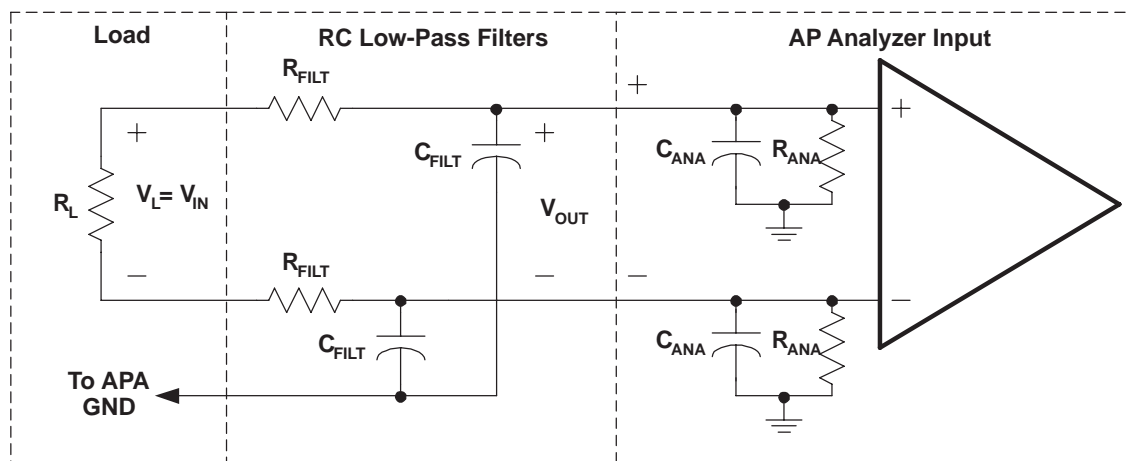 Load
RC Low-Pass Filters
AP Analyzer Input
R_FILT
+
+
+
C_FILT
+
C_ANA
R_ANA
R_L
V_L= V_IN
V_OUT
−
R_FILT
−
−
−
C_FILT
C_ANA
R_ANA
To APA
GND